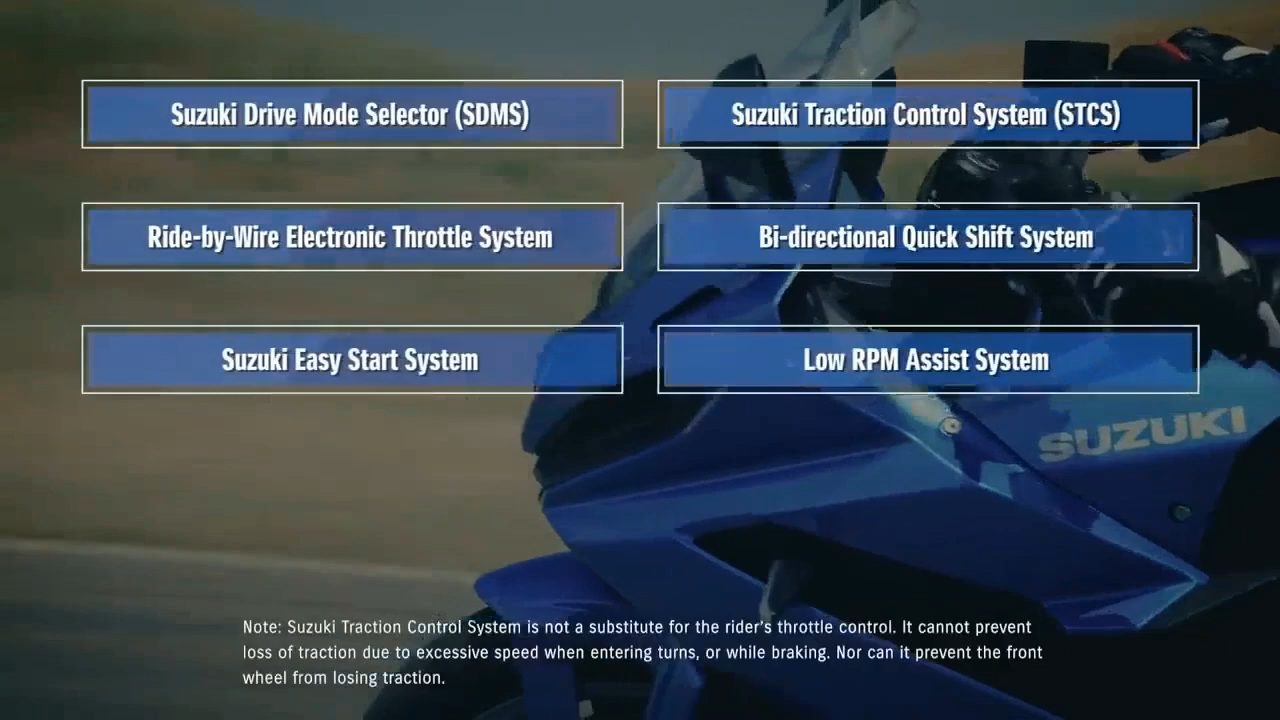 Suzuki Drive Mode Selector (SDMS)
Suzuki Traction Control System (STCS)
Ride-by-Wire Electronic Throttle System
Bi-directional Quick Shift System
Suzuki Easy Start System
Low RPM Assist System
SUZUKI
Note: Suzuki Traction Control System is not a substitute for the rider's throttle control. It cannot prevent
loss of traction due to excessive speed when entering turns, or while braking. Nor can it prevent the front
wheel from losing traction.